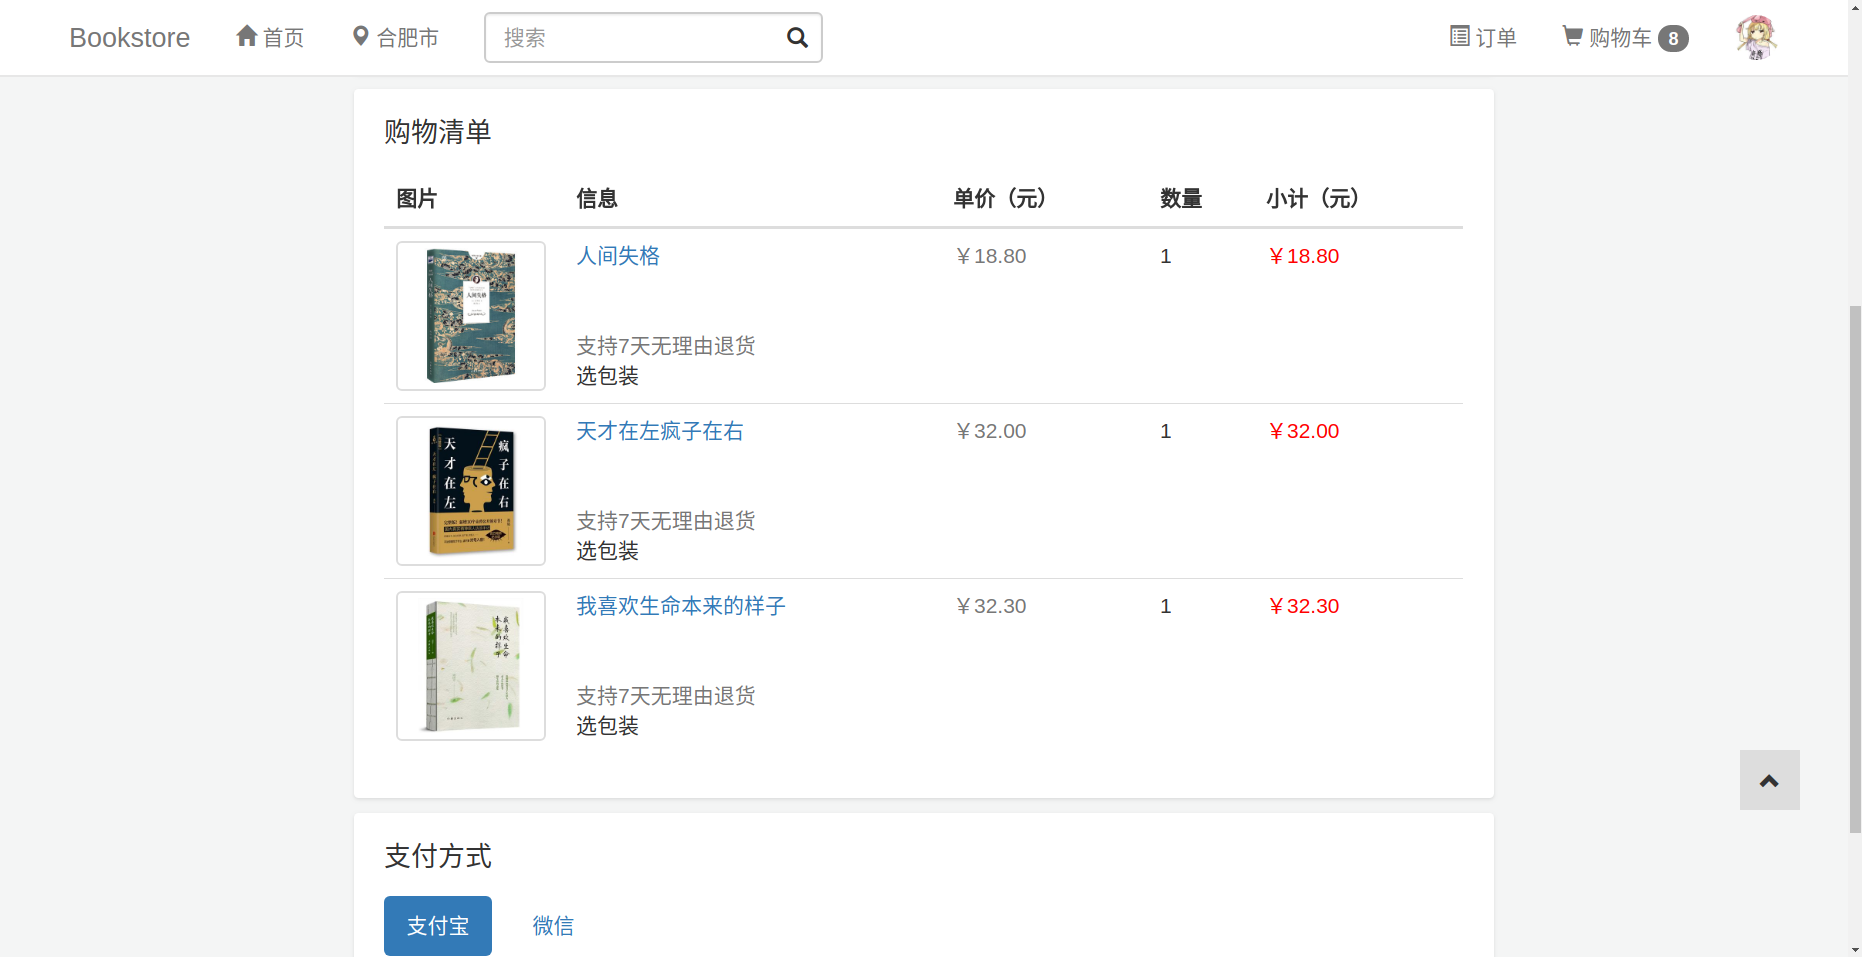 Bookstore 首页 合肥市 搜索 订单 购物车 8
购物清单
图片 信息 单价（元） 数量 小计（元）
人间失格 ￥18.80 1 ￥18.80
人间失格
支持7天无理由退货
选包装
天才在左疯子在右 ￥32.00 1 ￥32.00
天才在左
疯子在右
支持7天无理由退货
选包装
我喜欢生命本来的样子 ￥32.30 1 ￥32.30
我喜欢生命
本来的样子
支持7天无理由退货
选包装
支付方式
支付宝 微信